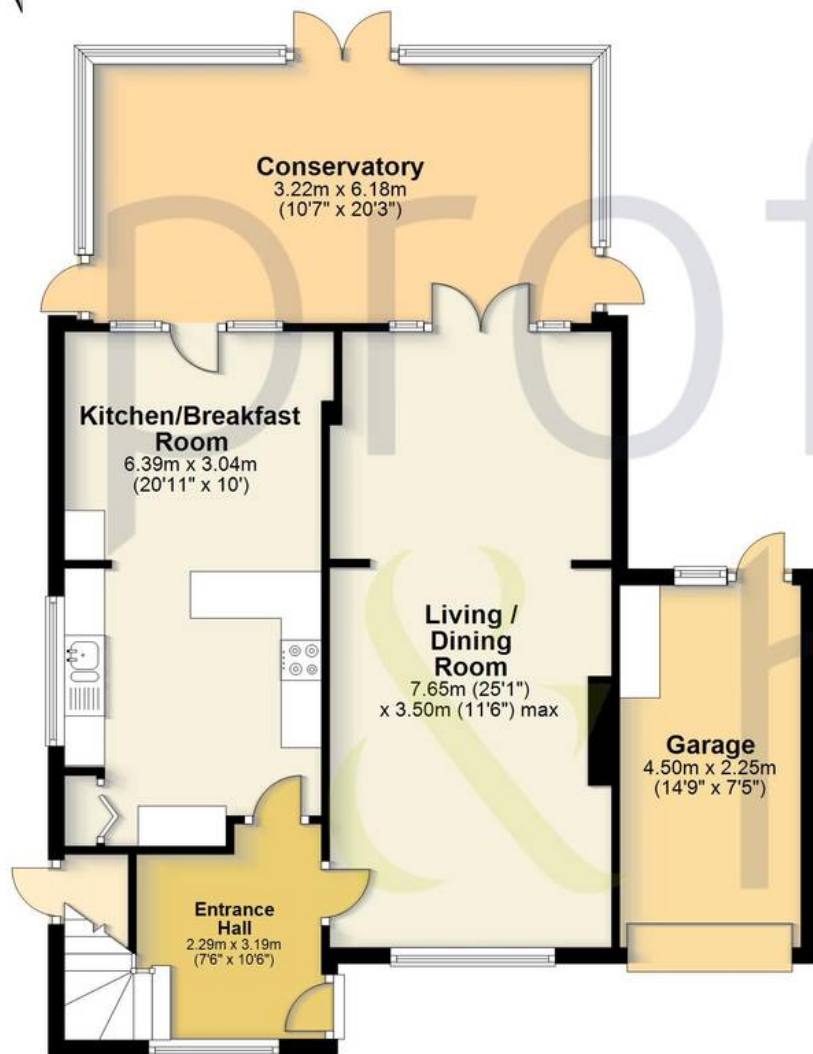 Conservatory
3.22m x 6.18m
(10'7" x 20'3")
Kitchen/Breakfast
Room
6.39m x 3.04m
(20'11" x 10')
Living /
Dining
Room
7.65m (25'1")
x 3.50m (11'6") max
Garage
4.50m x 2.25m
(14'9" x 7'5")
Entrance
Hall
2.29m x 3.19m
(7'6" x 10'6")
prof
& h